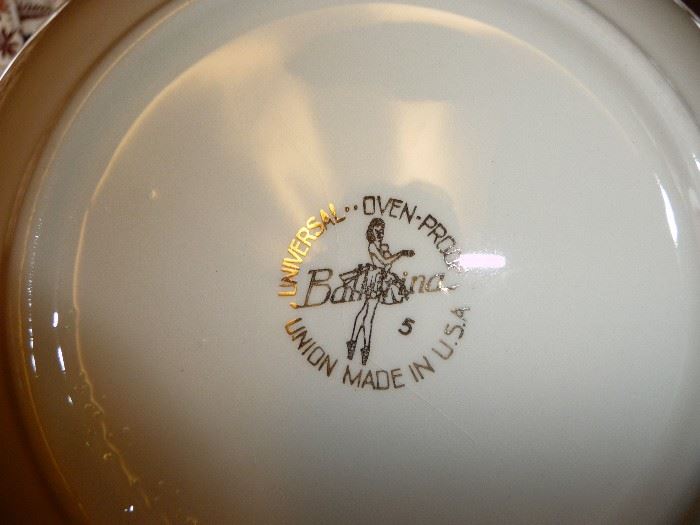 UNIVERSAL·· OVEN-PROOF
Ballerina
5
UNION MADE IN U.S.A